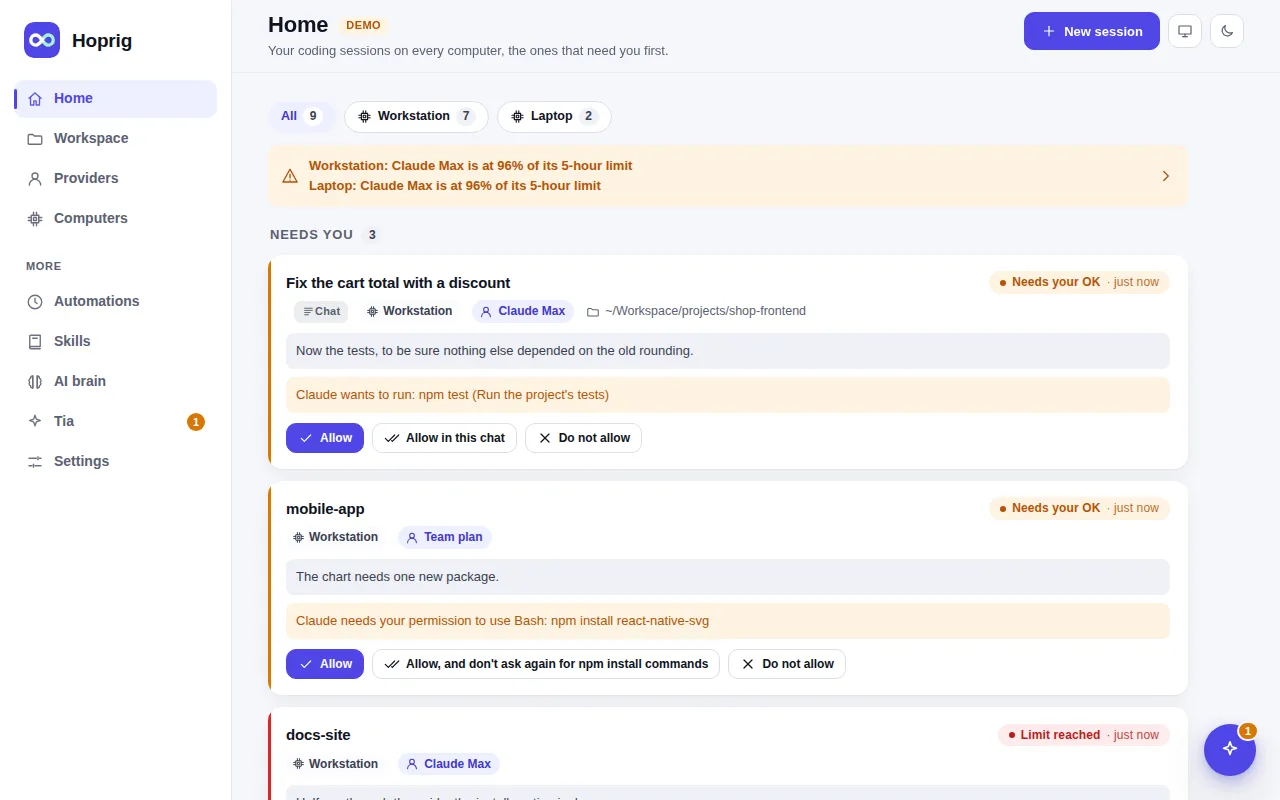 Hoprig
Home
Workspace
Providers
Computers
MORE
Automations
Skills
AI brain
Tia 1
Settings
Home DEMO
Your coding sessions on every computer, the ones that need you first.
New session
All 9 Workstation 7 Laptop 2
Workstation: Claude Max is at 96% of its 5-hour limit
Laptop: Claude Max is at 96% of its 5-hour limit
NEEDS YOU 3
Fix the cart total with a discount Needs your OK · just now
Chat Workstation Claude Max ~/Workspace/projects/shop-frontend
Now the tests, to be sure nothing else depended on the old rounding.
Claude wants to run: npm test (Run the project's tests)
Allow Allow in this chat Do not allow
mobile-app Needs your OK · just now
Workstation Team plan
The chart needs one new package.
Claude needs your permission to use Bash: npm install react-native-svg
Allow Allow, and don't ask again for npm install commands Do not allow
docs-site Limit reached · just now
Workstation Claude Max
1